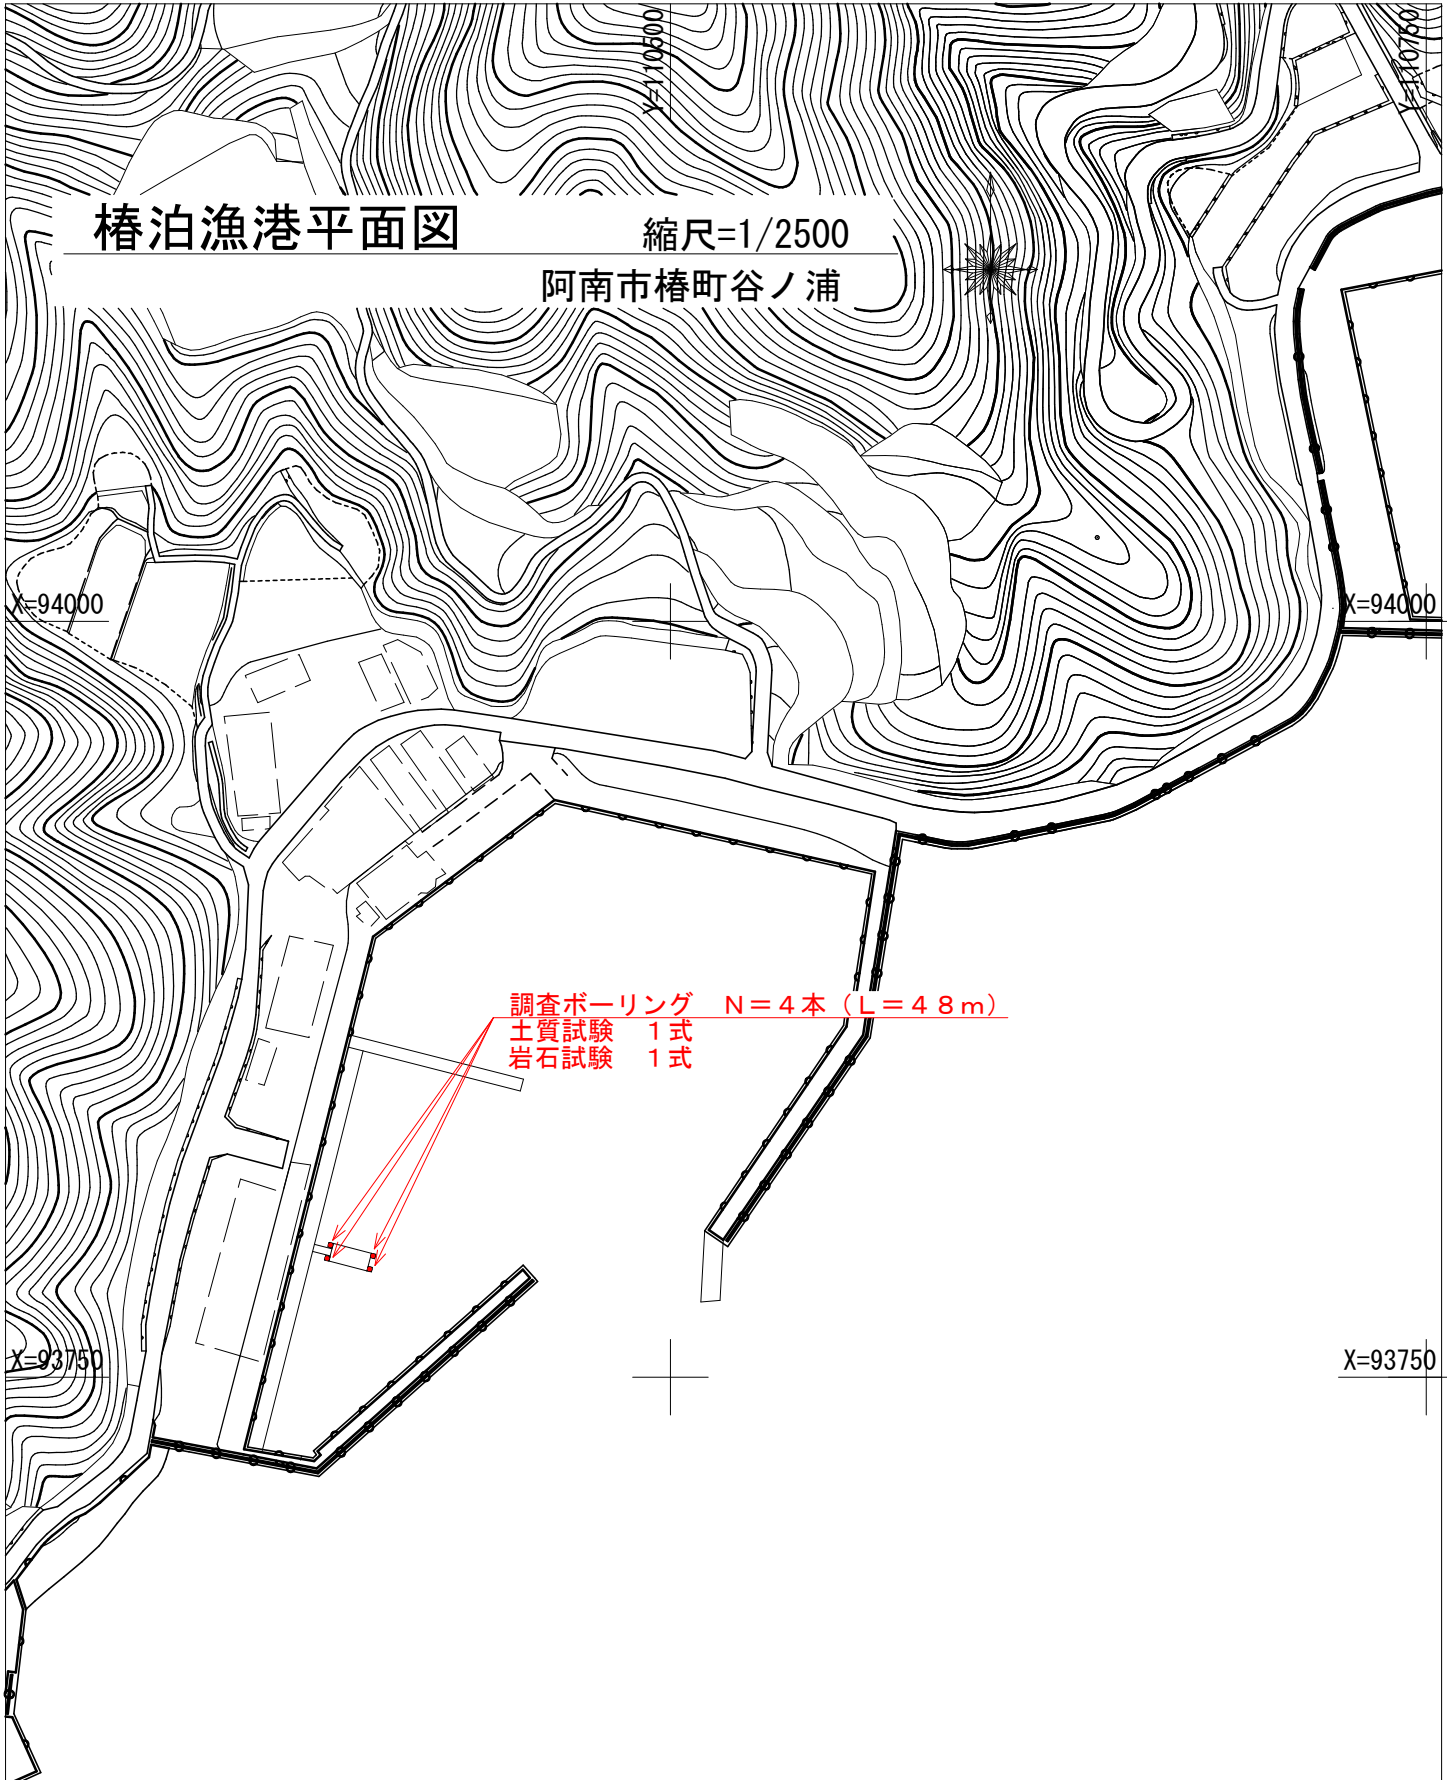 Y=110500
Y=110750
椿泊漁港平面図 縮尺=1/2500
阿南市椿町谷ノ浦
X=94000
X=94000
調査ボーリング Ｎ＝４本（Ｌ＝４８ｍ）
土質試験 １式
岩石試験 １式
X=93750
X=93750